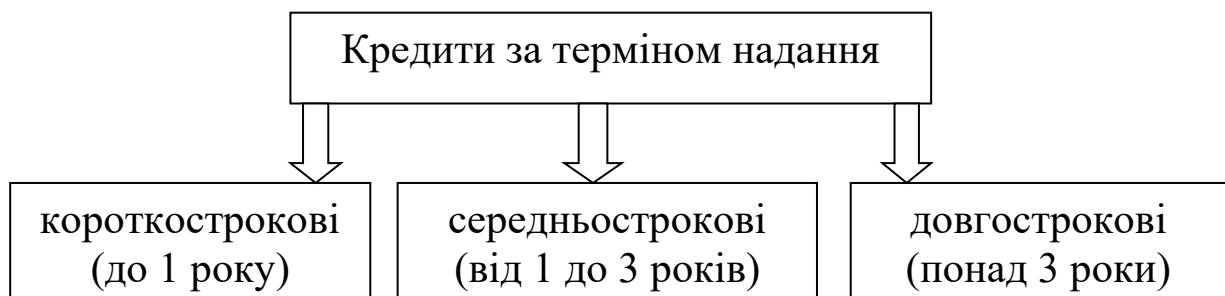 Кредити за терміном надання
короткострокові
(до 1 року)
середньострокові
(від 1 до 3 років)
довгострокові
(понад 3 роки)